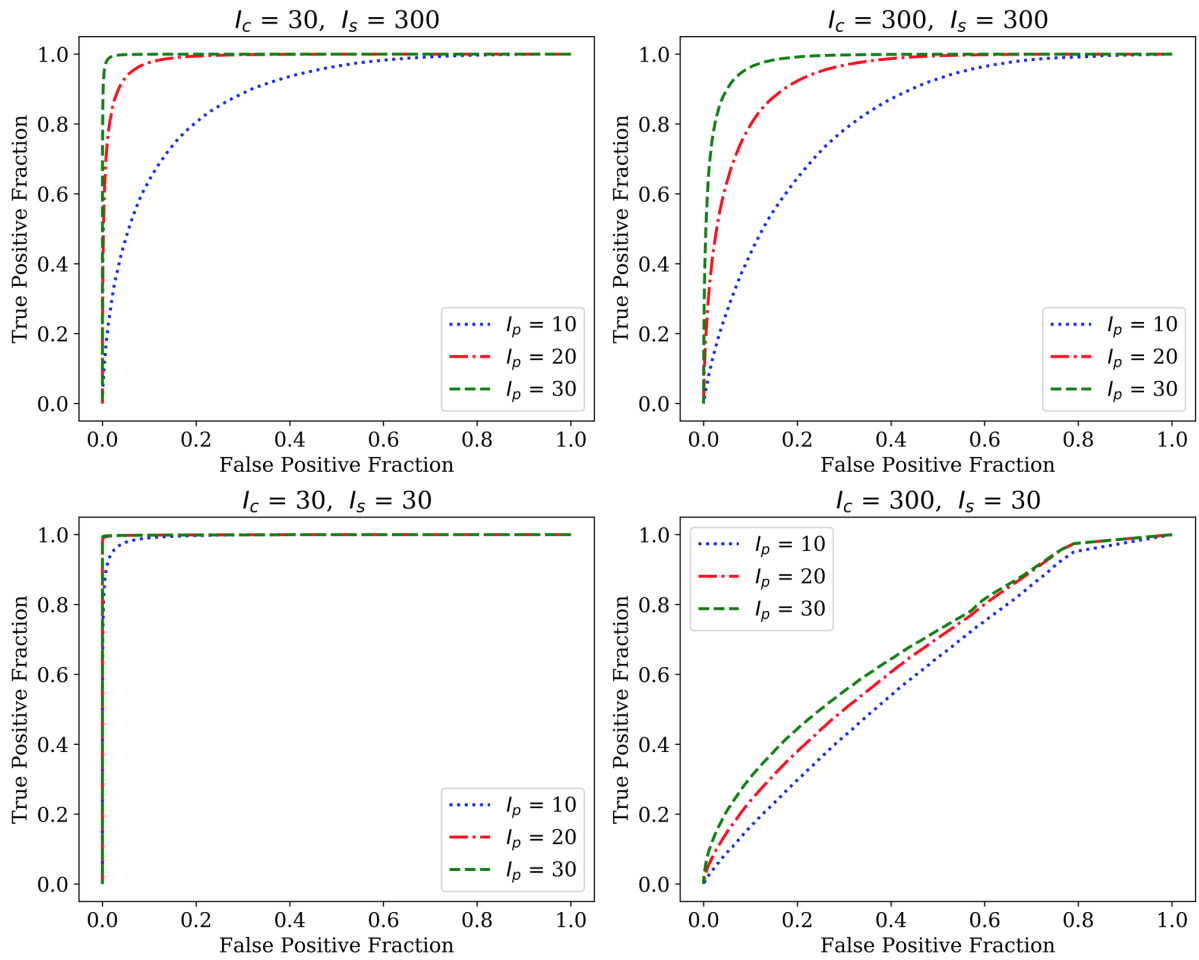 I_c = 30, I_s = 300
True Positive Fraction
1.0
0.8
0.6
0.4
0.2
0.0
I_p = 10
I_p = 20
I_p = 30
0.0 0.2 0.4 0.6 0.8 1.0
False Positive Fraction
I_c = 300, I_s = 300
True Positive Fraction
1.0
0.8
0.6
0.4
0.2
0.0
I_p = 10
I_p = 20
I_p = 30
0.0 0.2 0.4 0.6 0.8 1.0
False Positive Fraction
I_c = 30, I_s = 30
True Positive Fraction
1.0
0.8
0.6
0.4
0.2
0.0
I_p = 10
I_p = 20
I_p = 30
0.0 0.2 0.4 0.6 0.8 1.0
False Positive Fraction
I_c = 300, I_s = 30
True Positive Fraction
1.0
0.8
0.6
0.4
0.2
0.0
I_p = 10
I_p = 20
I_p = 30
0.0 0.2 0.4 0.6 0.8 1.0
False Positive Fraction